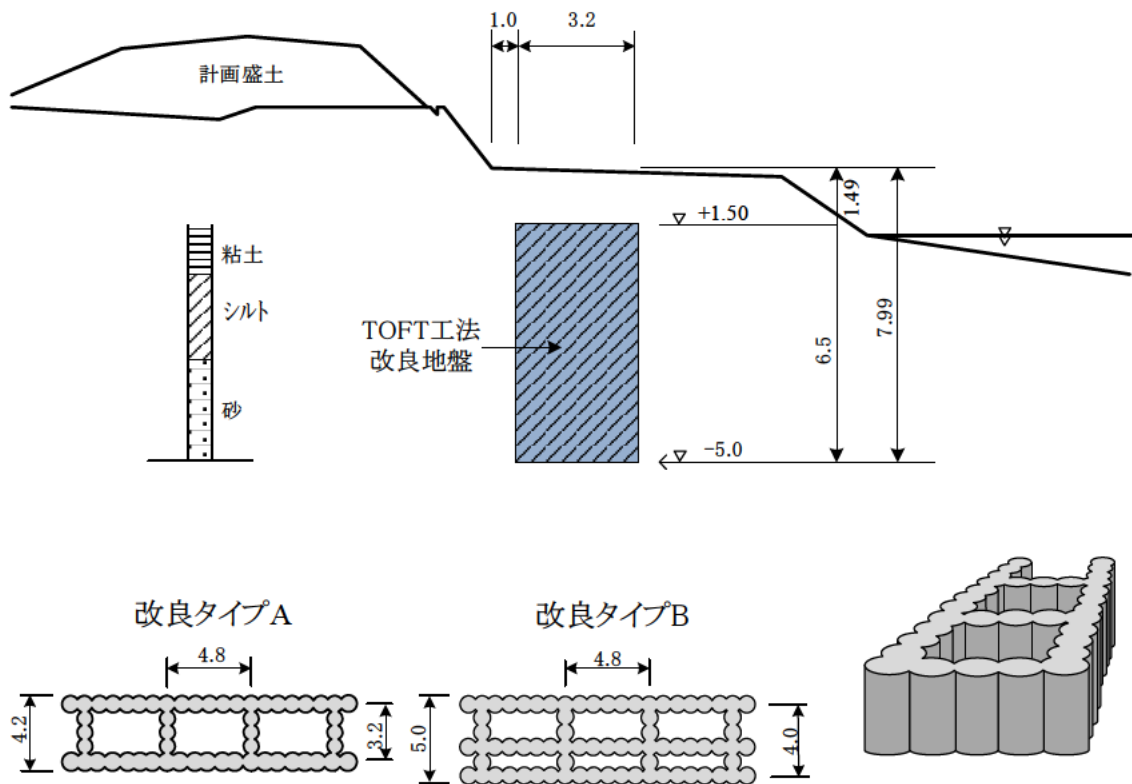 1.0
3.2
計画盛土
+1.50
1.49
粘土
シルト
TOFT工法
改良地盤
6.5
7.99
砂
-5.0
改良タイプA
改良タイプB
4.8
4.8
4.2
3.2
5.0
4.0